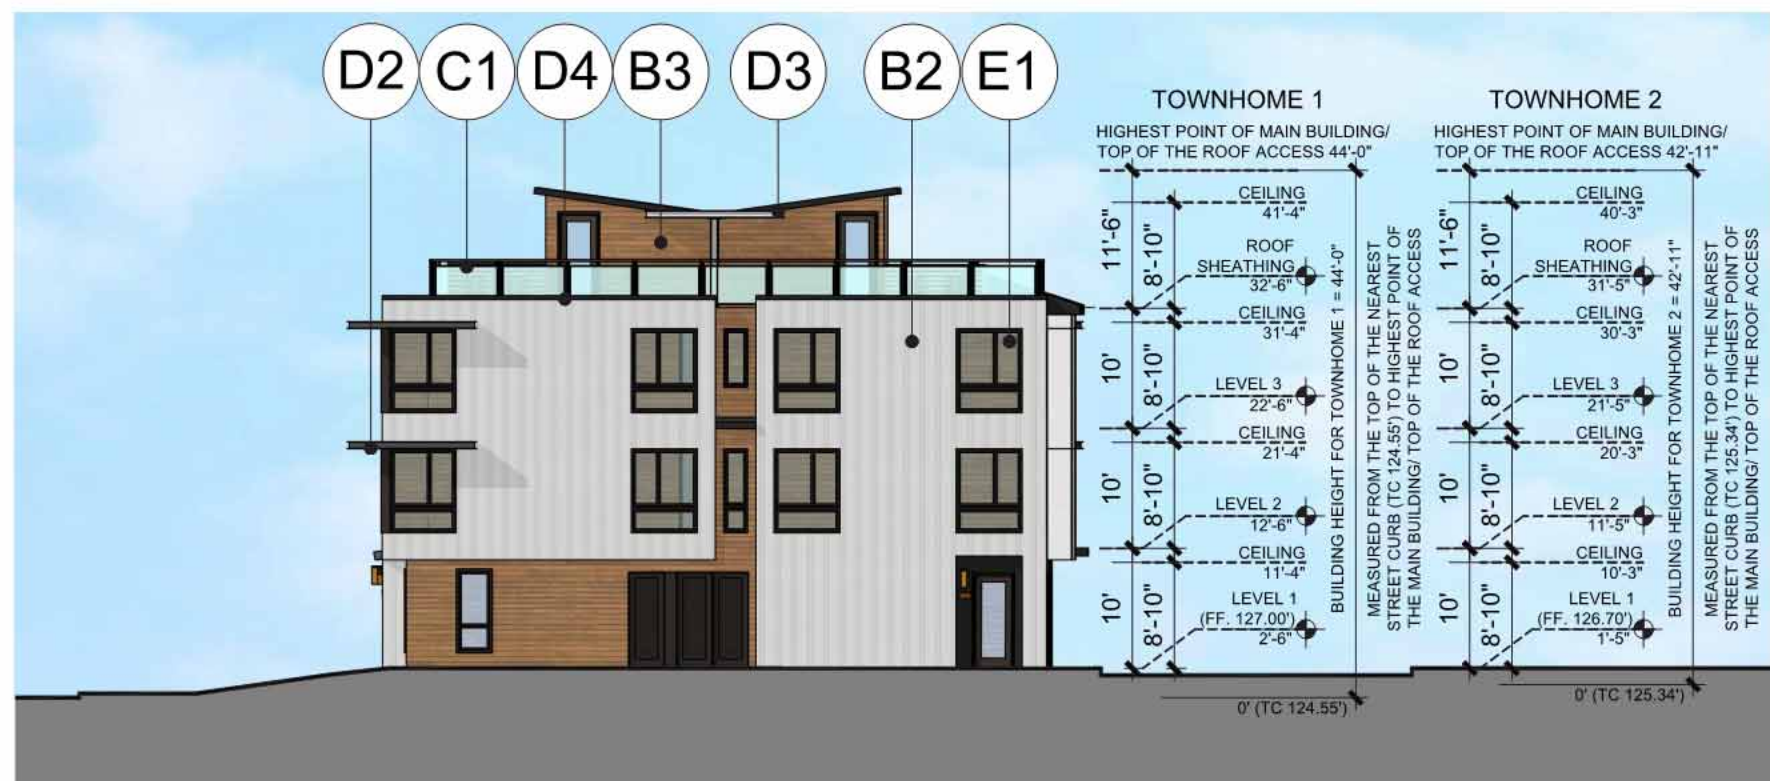 D2 C1 D4 B3 D3 B2 E1
TOWNHOME 1
HIGHEST POINT OF MAIN BUILDING/
TOP OF THE ROOF ACCESS 44'-0"
CEILING
41'-4"
ROOF
SHEATHING
32'-6"
CEILING
31'-4"
LEVEL 3
22'-6"
CEILING
21'-4"
LEVEL 2
12'-6"
CEILING
11'-4"
LEVEL 1
(FF. 127.00')
2'-6"
0' (TC 124.55')
11'-6"
10'
10'
10'
8'-10"
8'-10"
8'-10"
8'-10"
BUILDING HEIGHT FOR TOWNHOME 1 = 44'-0"
MEASURED FROM THE TOP OF THE NEAREST
STREET CURB (TC 124.55') TO HIGHEST POINT OF
THE MAIN BUILDING/ TOP OF THE ROOF ACCESS
TOWNHOME 2
HIGHEST POINT OF MAIN BUILDING/
TOP OF THE ROOF ACCESS 42'-11"
CEILING
40'-3"
ROOF
SHEATHING
31'-5"
CEILING
30'-3"
LEVEL 3
21'-5"
CEILING
20'-3"
LEVEL 2
11'-5"
CEILING
10'-3"
LEVEL 1
(FF. 126.70')
1'-5"
0' (TC 125.34')
11'-6"
10'
10'
10'
8'-10"
8'-10"
8'-10"
8'-10"
BUILDING HEIGHT FOR TOWNHOME 2 = 42'-11"
MEASURED FROM THE TOP OF THE NEAREST
STREET CURB (TC 125.34') TO HIGHEST POINT OF
THE MAIN BUILDING/ TOP OF THE ROOF ACCESS